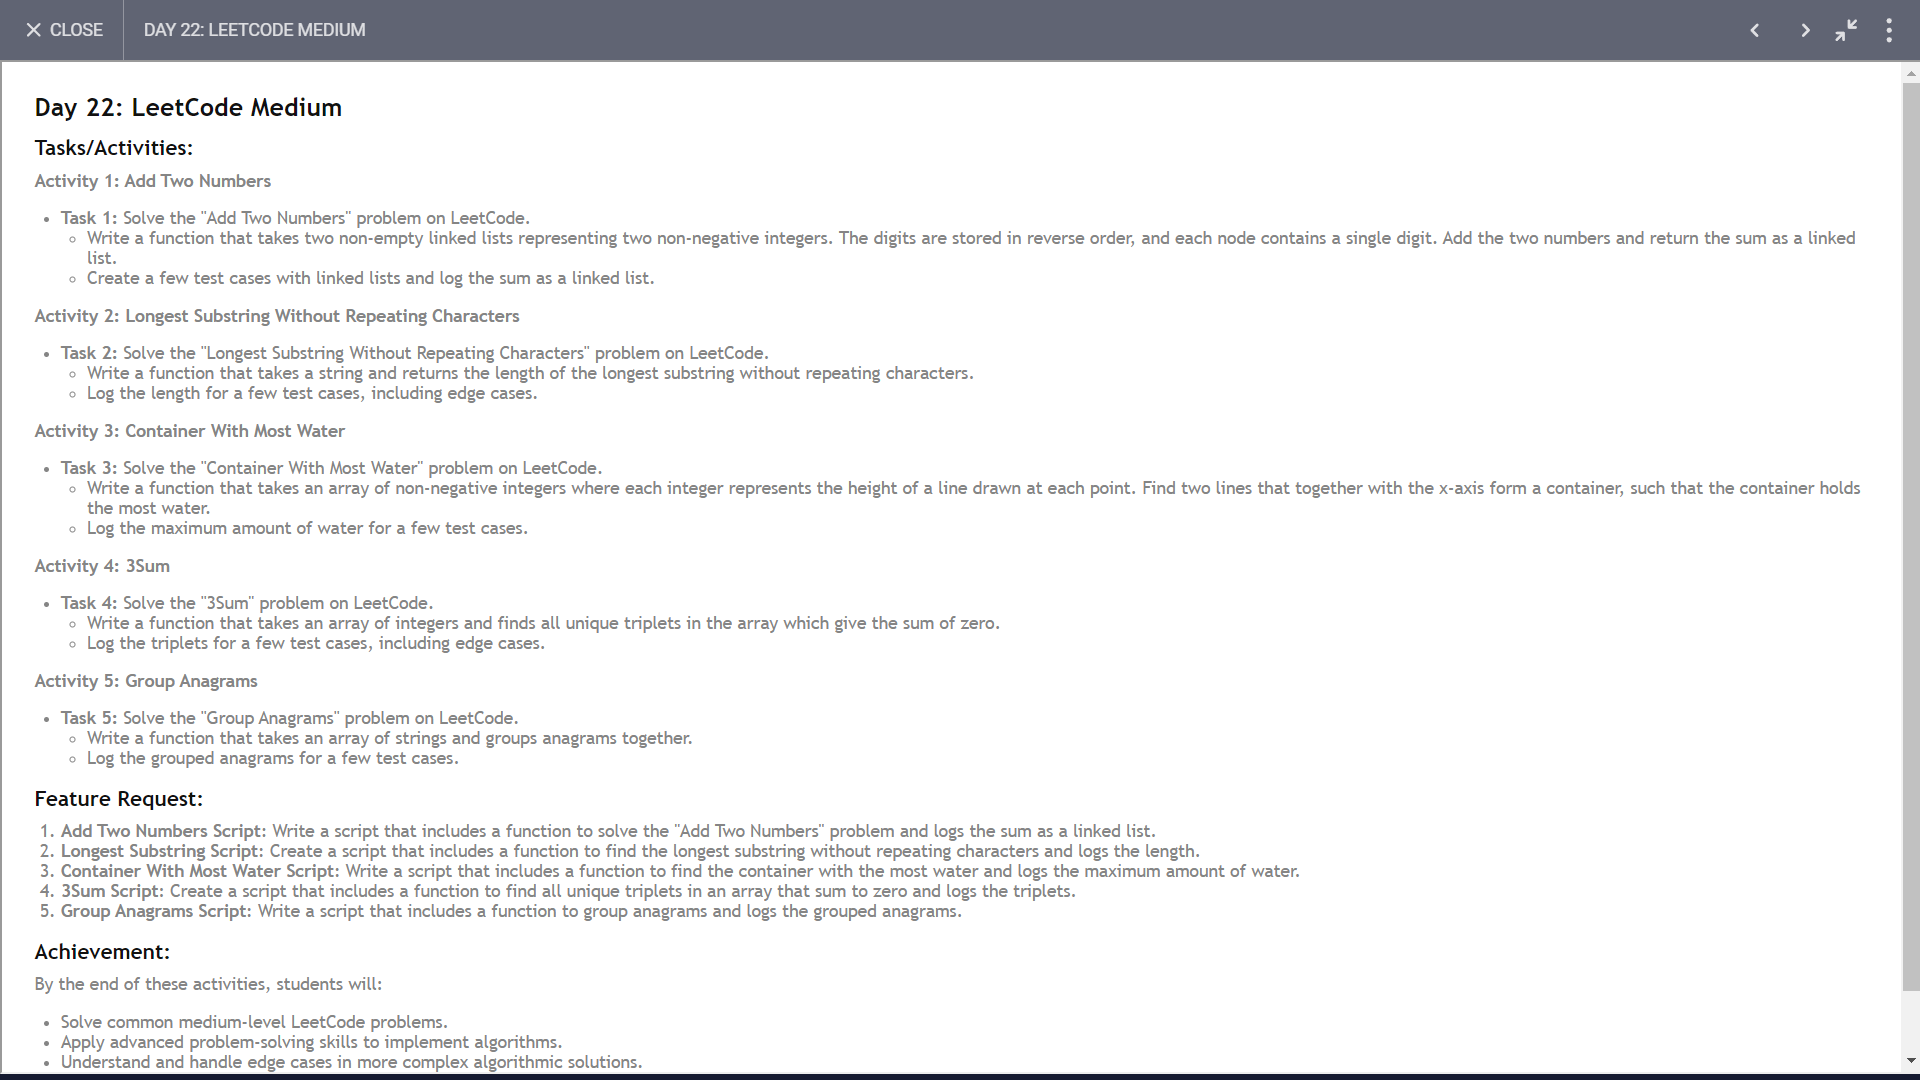 CLOSE
DAY 22: LEETCODE MEDIUM
Day 22: LeetCode Medium
Tasks/Activities:
Activity 1: Add Two Numbers
Task 1: Solve the "Add Two Numbers" problem on LeetCode.
Write a function that takes two non-empty linked lists representing two non-negative integers. The digits are stored in reverse order, and each node contains a single digit. Add the two numbers and return the sum as a linked
list.
Create a few test cases with linked lists and log the sum as a linked list.
Activity 2: Longest Substring Without Repeating Characters
Task 2: Solve the "Longest Substring Without Repeating Characters" problem on LeetCode.
Write a function that takes a string and returns the length of the longest substring without repeating characters.
Log the length for a few test cases, including edge cases.
Activity 3: Container With Most Water
Task 3: Solve the "Container With Most Water" problem on LeetCode.
Write a function that takes an array of non-negative integers where each integer represents the height of a line drawn at each point. Find two lines that together with the x-axis form a container, such that the container holds
the most water.
Log the maximum amount of water for a few test cases.
Activity 4: 3Sum
Task 4: Solve the "3Sum" problem on LeetCode.
Write a function that takes an array of integers and finds all unique triplets in the array which give the sum of zero.
Log the triplets for a few test cases, including edge cases.
Activity 5: Group Anagrams
Task 5: Solve the "Group Anagrams" problem on LeetCode.
Write a function that takes an array of strings and groups anagrams together.
Log the grouped anagrams for a few test cases.
Feature Request:
1. Add Two Numbers Script: Write a script that includes a function to solve the "Add Two Numbers" problem and logs the sum as a linked list.
2. Longest Substring Script: Create a script that includes a function to find the longest substring without repeating characters and logs the length.
3. Container With Most Water Script: Write a script that includes a function to find the container with the most water and logs the maximum amount of water.
4. 3Sum Script: Create a script that includes a function to find all unique triplets in an array that sum to zero and logs the triplets.
5. Group Anagrams Script: Write a script that includes a function to group anagrams and logs the grouped anagrams.
Achievement:
By the end of these activities, students will:
Solve common medium-level LeetCode problems.
Apply advanced problem-solving skills to implement algorithms.
Understand and handle edge cases in more complex algorithmic solutions.